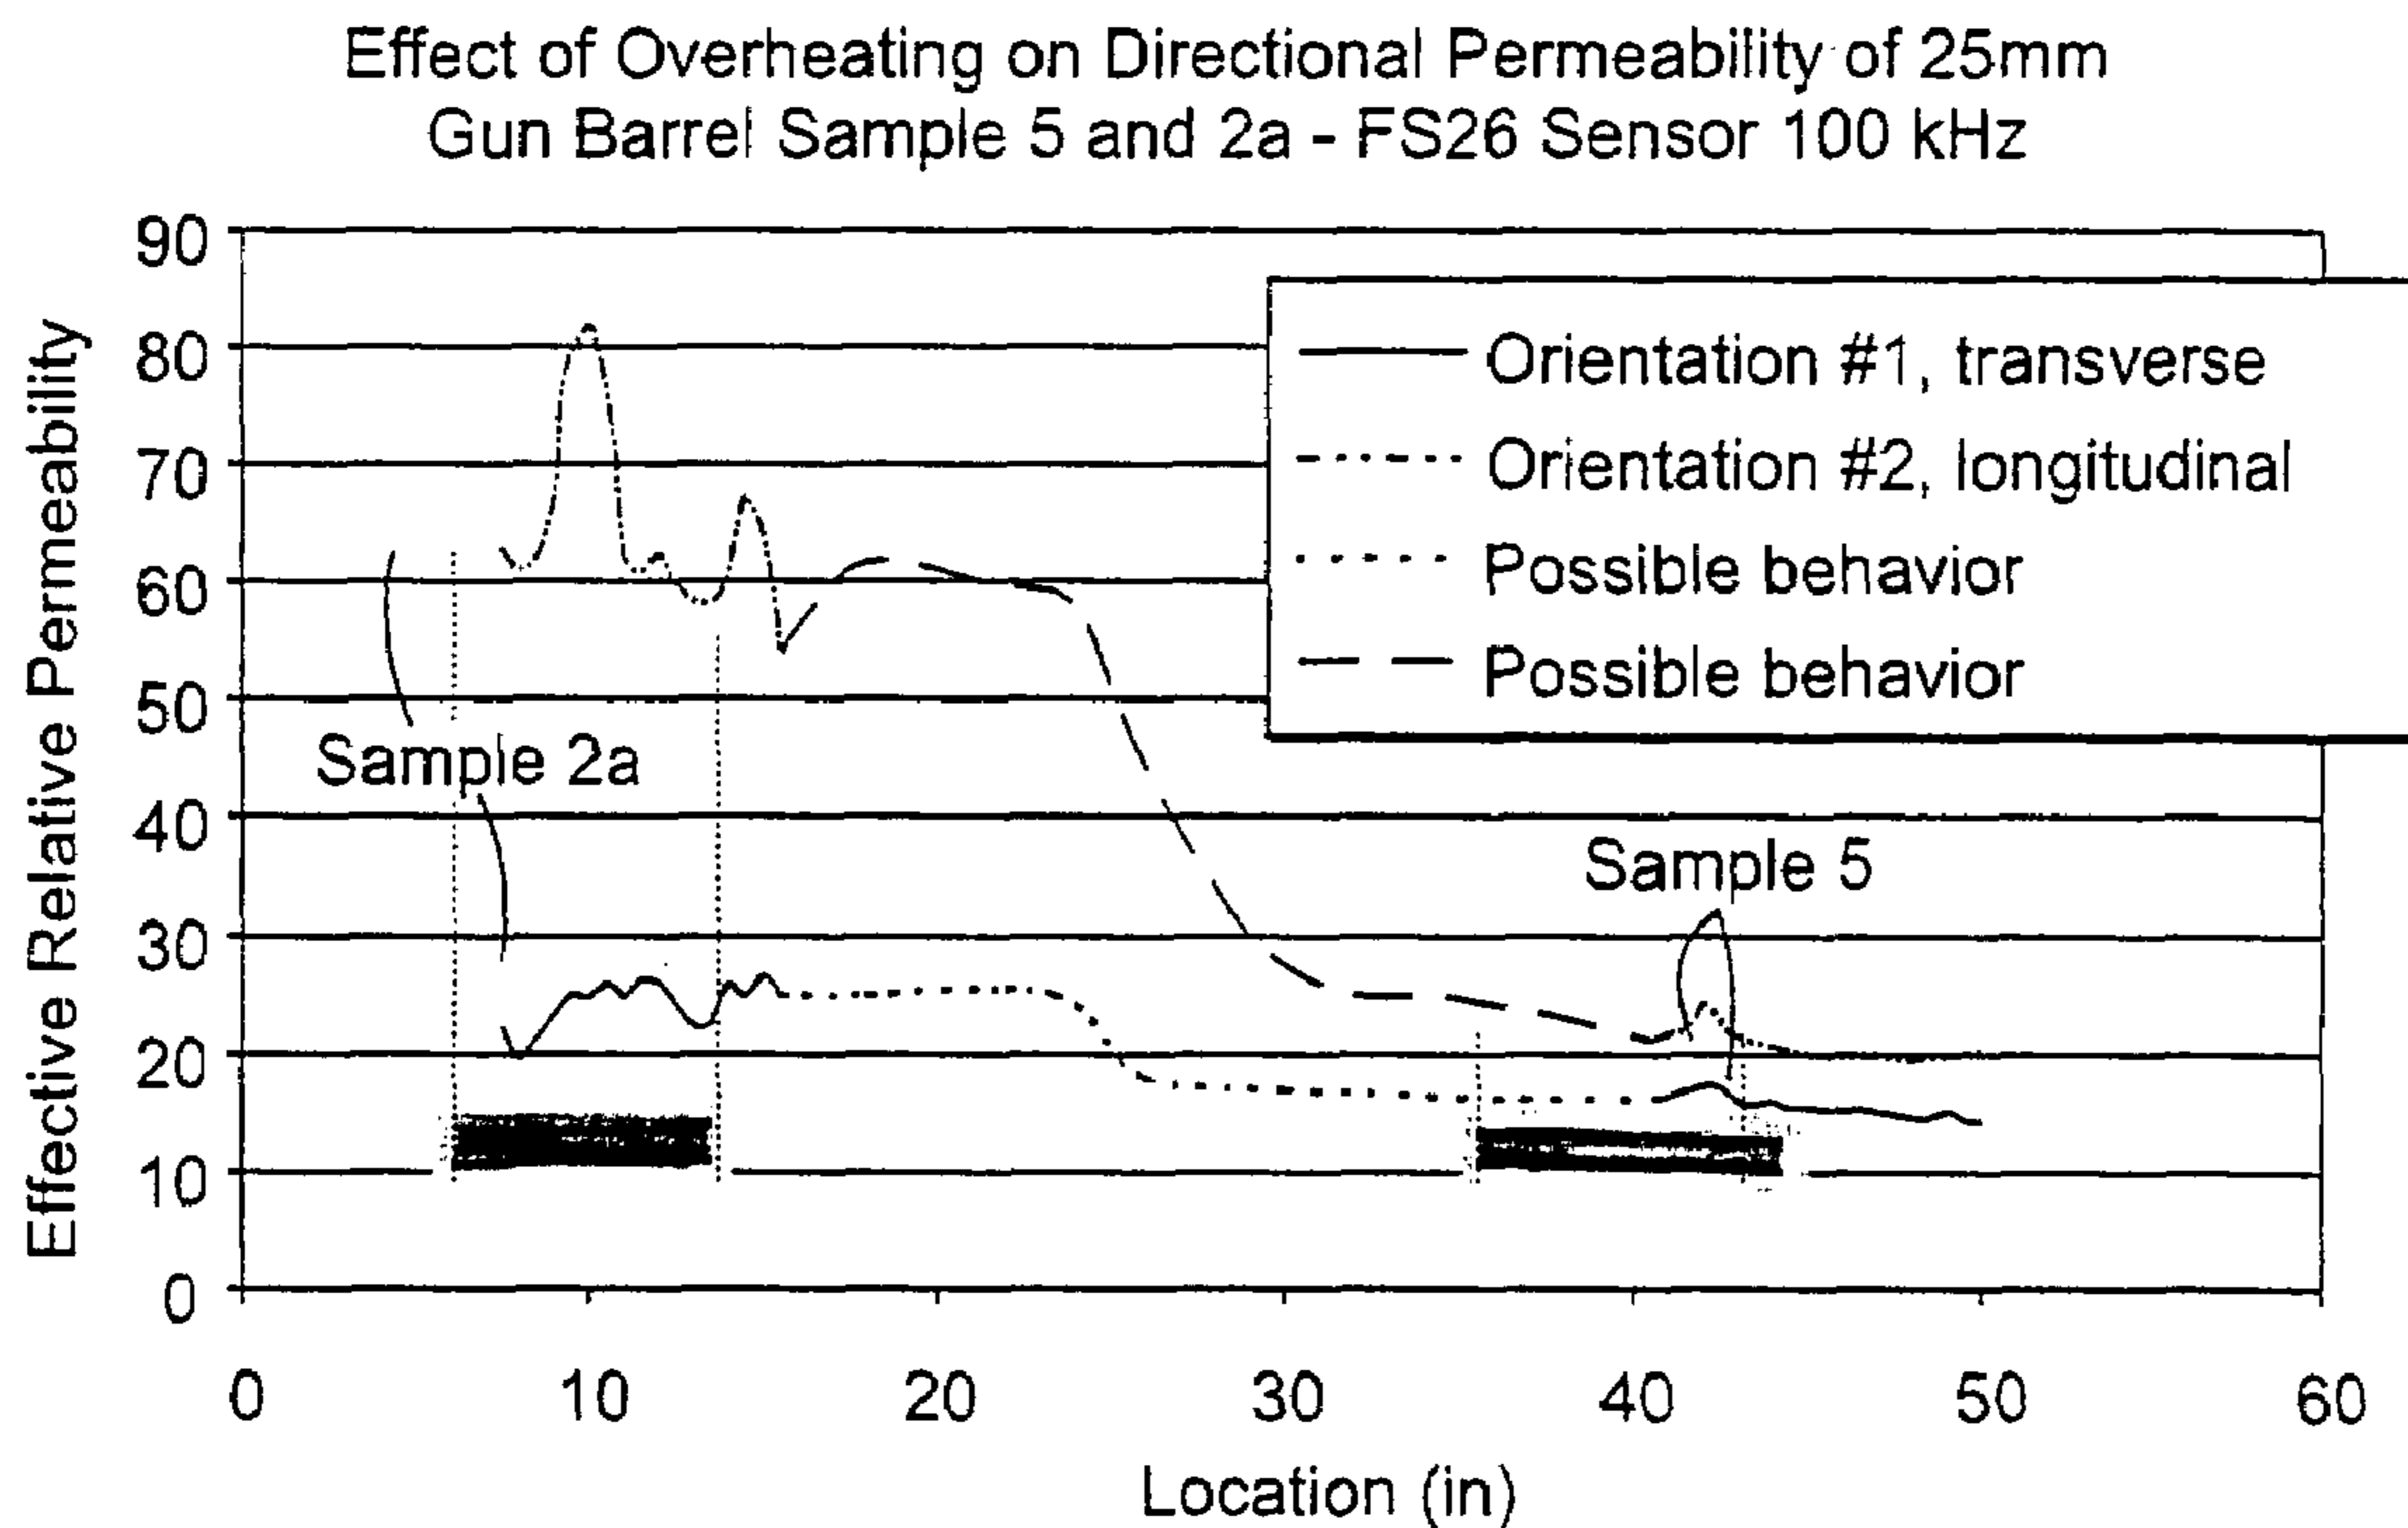 Effect of Overheating on Directional Permeability of 25mm
Gun Barrel Sample 5 and 2a - FS26 Sensor 100 kHz
Effective Relative Permeability
90
80
70
60
50
40
30
20
10
0
Orientation #1, transverse
Orientation #2, longitudinal
Possible behavior
Possible behavior
Sample 2a
Sample 5
0 10 20 30 40 50 60
Location (in)